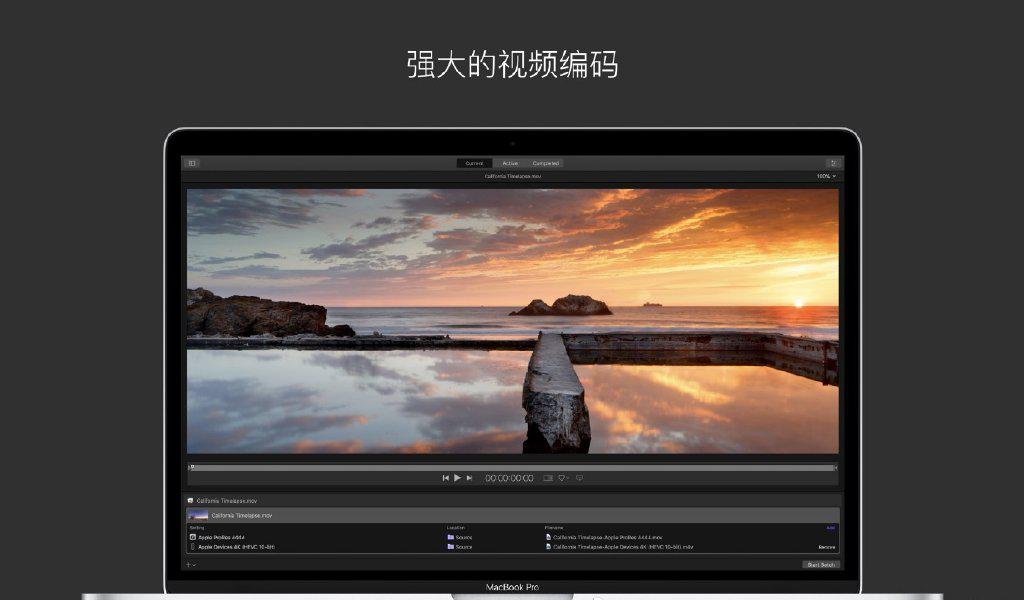 强大的视频编码
Current Active Completed
California Timelapse.mov
100%
00:00:00:00
California Timelapse.mov
California Timelapse.mov
Setting Location Filename Add
Apple ProRes 4444 Source California Timelapse-Apple ProRes 4444.mov
Apple Devices 4K (HEVC 10-bit) Source California Timelapse-Apple Devices 4K (HEVC 10-bit).m4v Remove
Start Batch
MacBook Pro